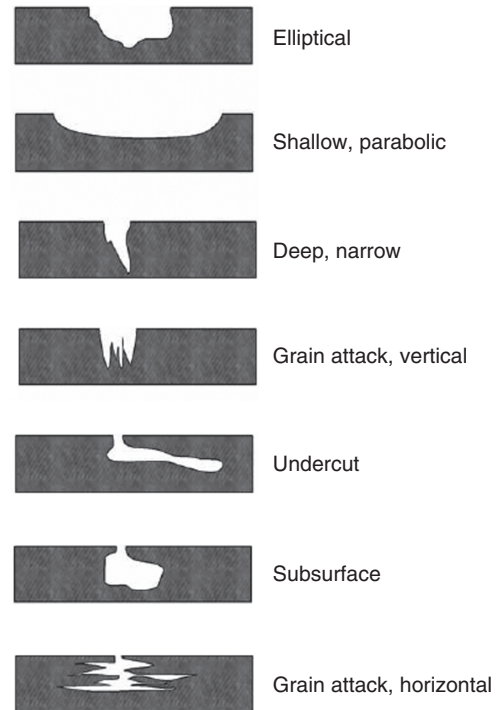 Elliptical
Shallow, parabolic
Deep, narrow
Grain attack, vertical
Undercut
Subsurface
Grain attack, horizontal